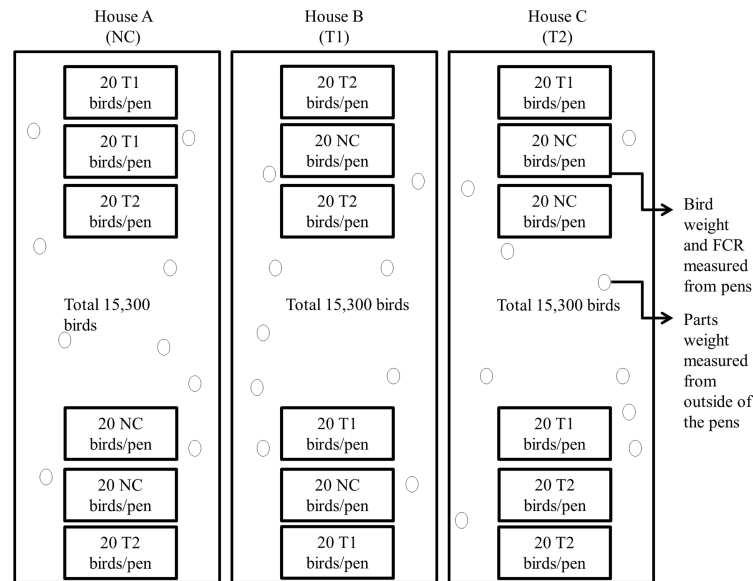 House A
(NC)
20 T1
birds/pen
20 T1
birds/pen
20 T2
birds/pen
Total 15,300
birds
20 NC
birds/pen
20 NC
birds/pen
20 T2
birds/pen
House B
(T1)
20 T2
birds/pen
20 NC
birds/pen
20 T2
birds/pen
Total 15,300 birds
20 T1
birds/pen
20 NC
birds/pen
20 T1
birds/pen
House C
(T2)
20 T1
birds/pen
20 NC
birds/pen
20 NC
birds/pen
Total 15,300 birds
20 T1
birds/pen
20 T2
birds/pen
20 T2
birds/pen
Bird
weight
and FCR
measured
from pens
Parts
weight
measured
from
outside of
the pens